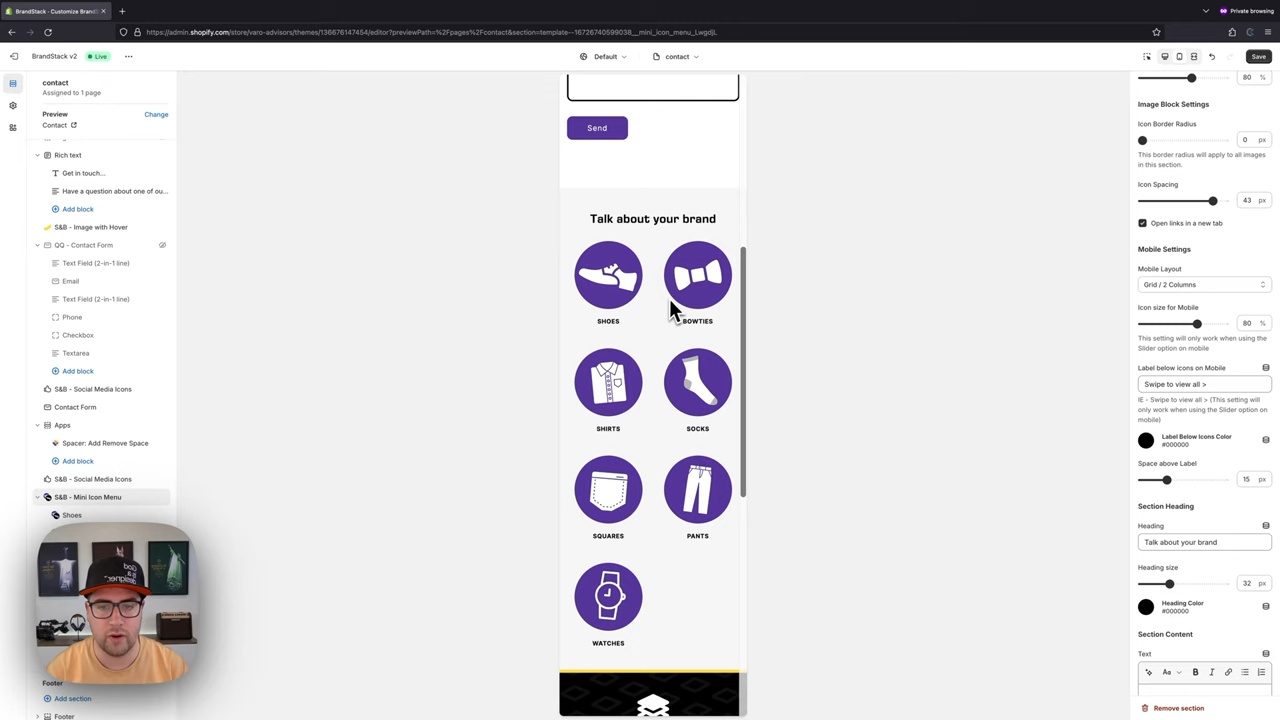 BrandStack - Customize BrandS
Private browsing
https://admin.shopify.com/store/varo-advisors/themes/136676147454/editor?previewPath=%2Fpages%2Fcontact&section=template--16726740599038__mini_icon_menu_LwgdjL
BrandStack v2
Live
Default
contact
Save
contact
Assigned to 1 page
Preview
Change
Contact
Rich text
Get in touch...
Have a question about one of ou...
Add block
S&B - Image with Hover
QQ - Contact Form
Text Field (2-in-1 line)
Email
Text Field (2-in-1 line)
Phone
Checkbox
Textarea
Add block
S&B - Social Media Icons
Contact Form
Apps
Spacer: Add Remove Space
Add block
S&B - Social Media Icons
S&B - Mini Icon Menu
Shoes
God
is a
designer.
Footer
Add section
Footer
Send
Talk about your brand
SHOES
BOWTIES
SHIRTS
SOCKS
SQUARES
PANTS
WATCHES
80 %
Image Block Settings
Icon Border Radius
0 px
This border radius will apply to all images
in this section.
Icon Spacing
43 px
Open links in a new tab
Mobile Settings
Mobile Layout
Grid / 2 Columns
Icon size for Mobile
80 %
This setting will only work when using the
Slider option on mobile
Label below icons on Mobile
Swipe to view all >
IE - Swipe to view all > (This setting will
only work when using the Slider option on
mobile)
Label Below Icons Color
#000000
Space above Label
15 px
Section Heading
Heading
Talk about your brand
Heading size
32 px
Heading Color
#000000
Section Content
Text
Aa
B
I
Remove section